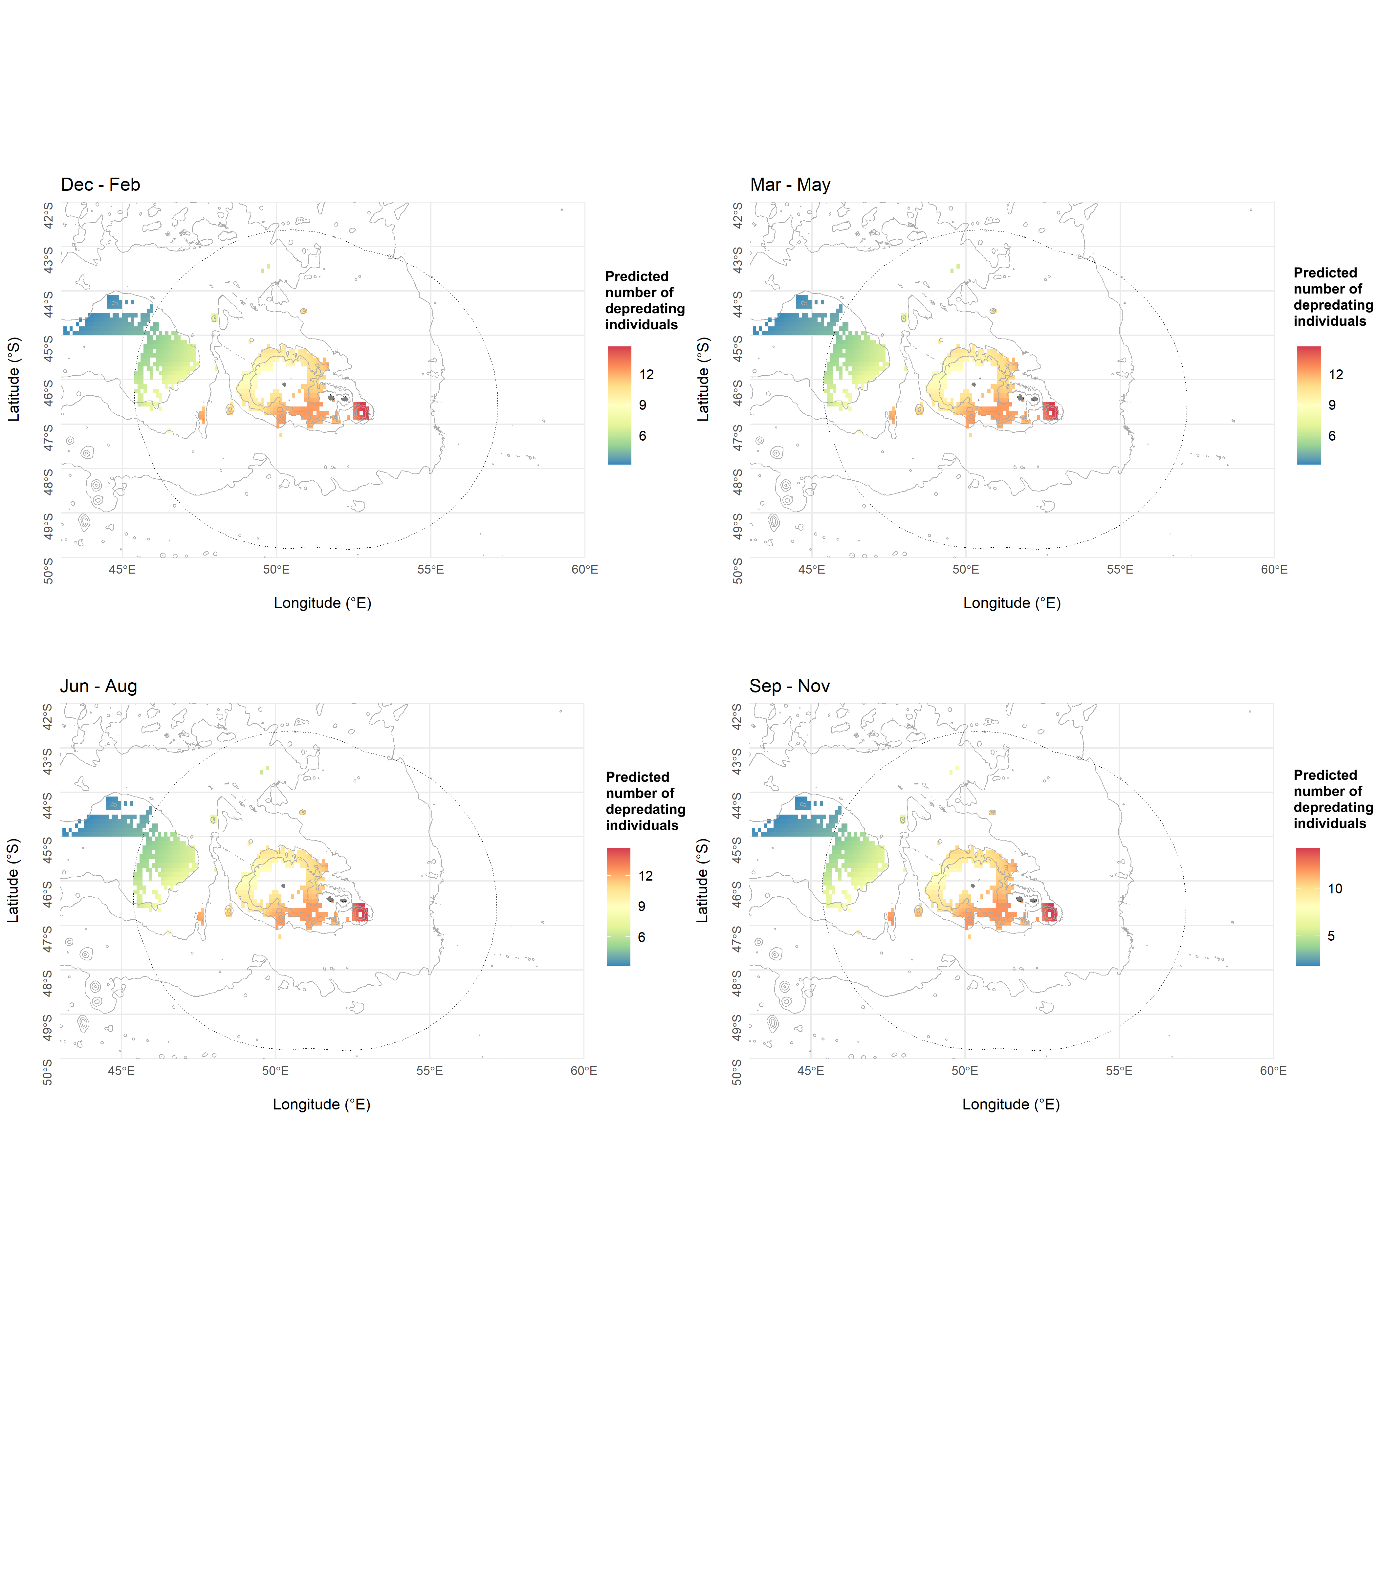 Dec - Feb
42°S
43°S
44°S
45°S
46°S
47°S
48°S
49°S
50°S
Latitude (°S)
45°E
50°E
55°E
60°E
Longitude (°E)
Predicted
number of
depredating
individuals
12
9
6
Mar - May
42°S
43°S
44°S
45°S
46°S
47°S
48°S
49°S
50°S
Latitude (°S)
45°E
50°E
55°E
60°E
Longitude (°E)
Predicted
number of
depredating
individuals
12
9
6
Jun - Aug
42°S
43°S
44°S
45°S
46°S
47°S
48°S
49°S
50°S
Latitude (°S)
45°E
50°E
55°E
60°E
Longitude (°E)
Predicted
number of
depredating
individuals
12
9
6
Sep - Nov
42°S
43°S
44°S
45°S
46°S
47°S
48°S
49°S
50°S
Latitude (°S)
45°E
50°E
55°E
60°E
Longitude (°E)
Predicted
number of
depredating
individuals
10
5